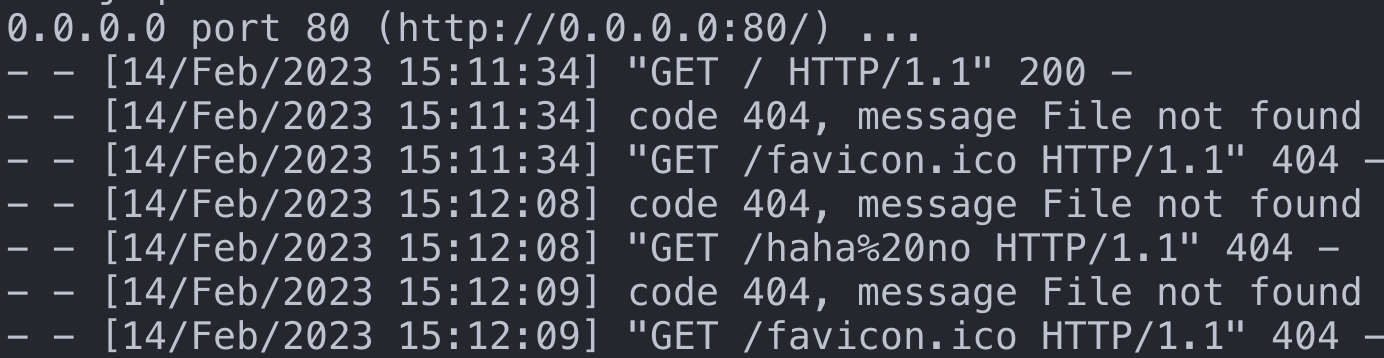 0.0.0.0 port 80 (http://0.0.0.0:80/) ...
- - [14/Feb/2023 15:11:34] "GET / HTTP/1.1" 200 -
- - [14/Feb/2023 15:11:34] code 404, message File not found
- - [14/Feb/2023 15:11:34] "GET /favicon.ico HTTP/1.1" 404 -
- - [14/Feb/2023 15:12:08] code 404, message File not found
- - [14/Feb/2023 15:12:08] "GET /haha%20no HTTP/1.1" 404 -
- - [14/Feb/2023 15:12:09] code 404, message File not found
- - [14/Feb/2023 15:12:09] "GET /favicon.ico HTTP/1.1" 404 -